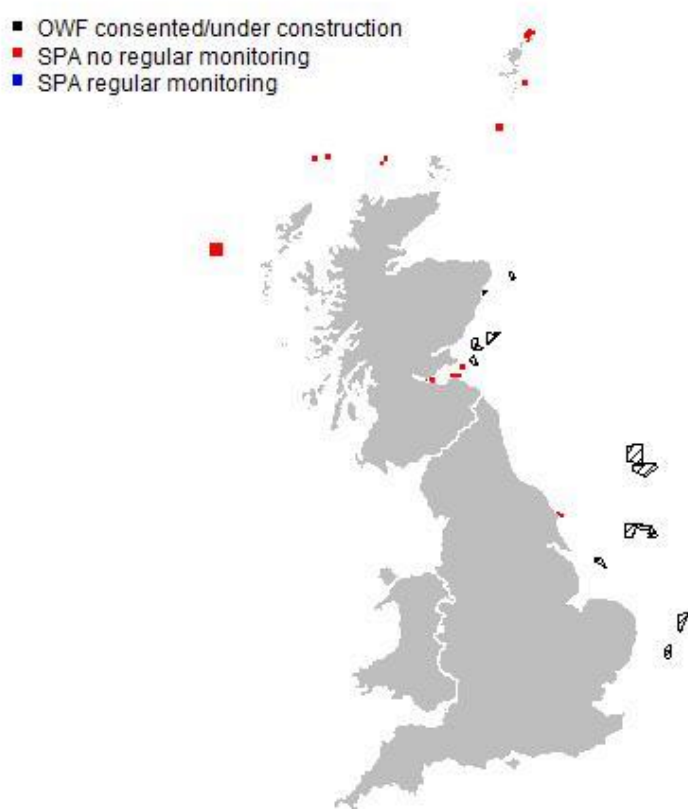 OWF consented/under construction
SPA no regular monitoring
SPA regular monitoring